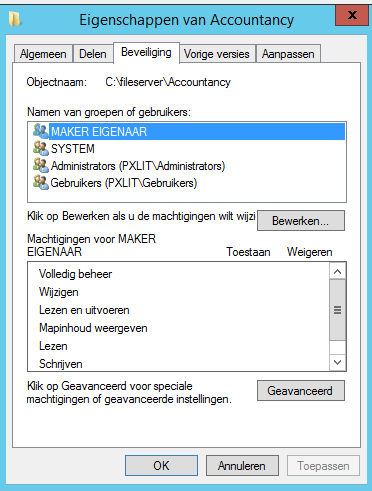 Eigenschappen van Accountancy
Algemeen Delen Beveiliging Vorige versies Aanpassen
Objectnaam: C:\fileserver\Accountancy
Namen van groepen of gebruikers:
MAKER EIGENAAR
SYSTEM
Administrators (PXLIT\Administrators)
Gebruikers (PXLIT\Gebruikers)
Klik op Bewerken als u de machtigingen wilt wijzi Bewerken...
Machtigingen voor MAKER
EIGENAAR Toestaan Weigeren
Volledig beheer
Wijzigen
Lezen en uitvoeren
Mapinhoud weergeven
Lezen
Schrijven
Klik op Geavanceerd voor speciale
machtigingen of geavanceerde instellingen. Geavanceerd
OK Annuleren Toepassen